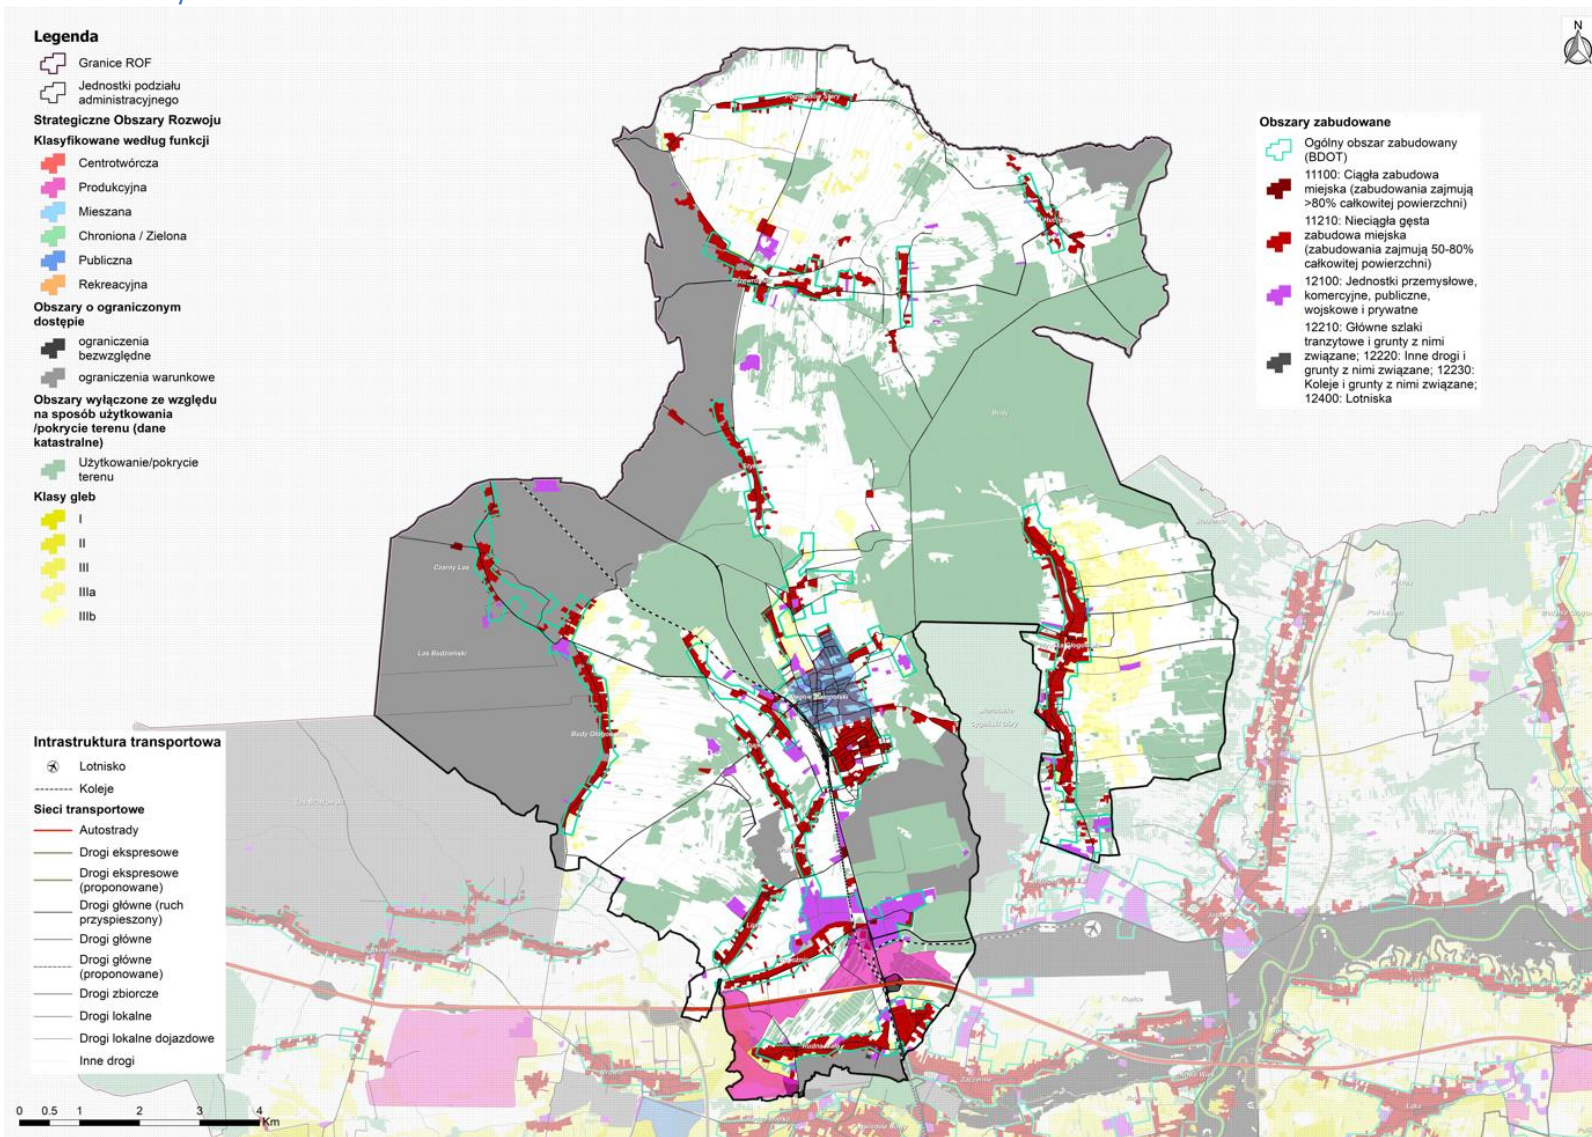 Legenda
Granice ROF
Jednostki podziału
administracyjnego
Strategiczne Obszary Rozwoju
Klasyfikowane według funkcji
Centrotwórcza
Produkcyjna
Mieszana
Chroniona / Zielona
Publiczna
Rekreacyjna
Obszary o ograniczonym
dostępie
ograniczenia
bezwzględne
ograniczenia warunkowe
Obszary wyłączone ze względu
na sposób użytkowania
/pokrycie terenu (dane
katastralne)
Użytkowanie/pokrycie
terenu
Klasy gleb
I
II
III
IIIa
IIIb
Intrastruktura transportowa
Lotnisko
Koleje
Sieci transportowe
Autostrady
Drogi ekspresowe
Drogi ekspresowe
(proponowane)
Drogi główne (ruch
przyspieszony)
Drogi główne
Drogi główne
(proponowane)
Drogi zbiorcze
Drogi lokalne
Drogi lokalne dojazdowe
Inne drogi
0 0.5 1 2 3 4
Km
N
Obszary zabudowane
Ogólny obszar zabudowany
(BDOT)
11100: Ciągła zabudowa
miejska (zabudowania zajmują
>80% całkowitej powierzchni)
11210: Nieciągła gęsta
zabudowa miejska
(zabudowania zajmują 50-80%
całkowitej powierzchni)
12100: Jednostki przemysłowe,
komercyjne, publiczne,
wojskowe i prywatne
12210: Główne szlaki
tranzytowe i grunty z nimi
związane; 12220: Inne drogi i
grunty z nimi związane; 12230:
Koleje i grunty z nimi związane;
12400: Lotniska
Budy
Czarny Las
Las Budzieński
Zaczernie
Łąka